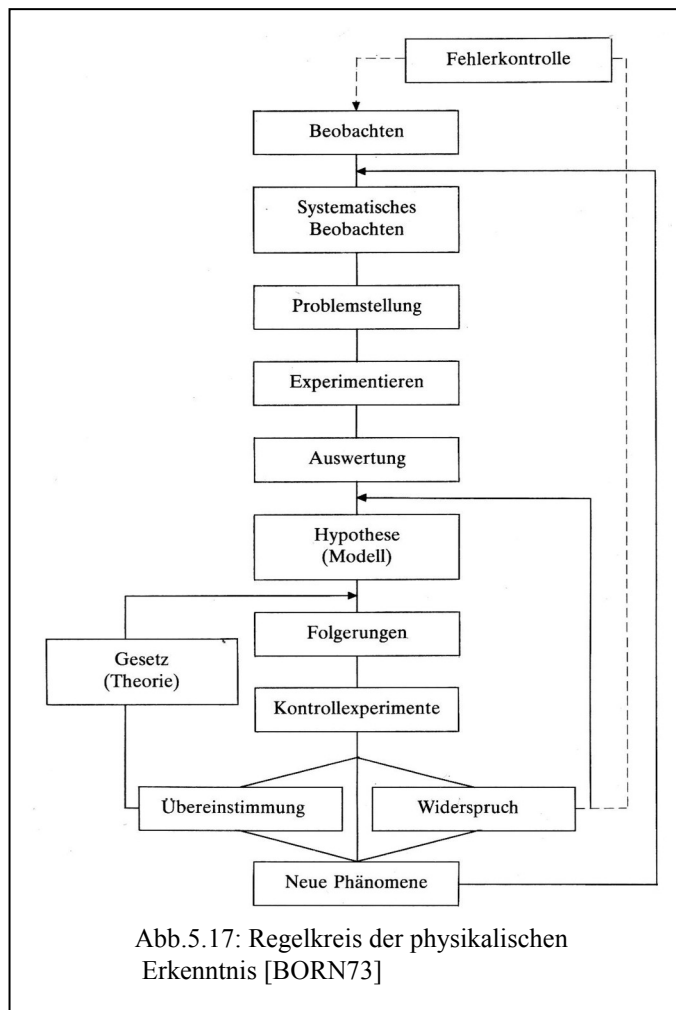 Fehlerkontrolle
Beobachten
Systematisches
Beobachten
Problemstellung
Experimentieren
Auswertung
Hypothese
(Modell)
Folgerungen
Gesetz
(Theorie)
Kontrollexperimente
Übereinstimmung
Widerspruch
Neue Phänomene
Abb.5.17: Regelkreis der physikalischen
Erkenntnis [BORN73]